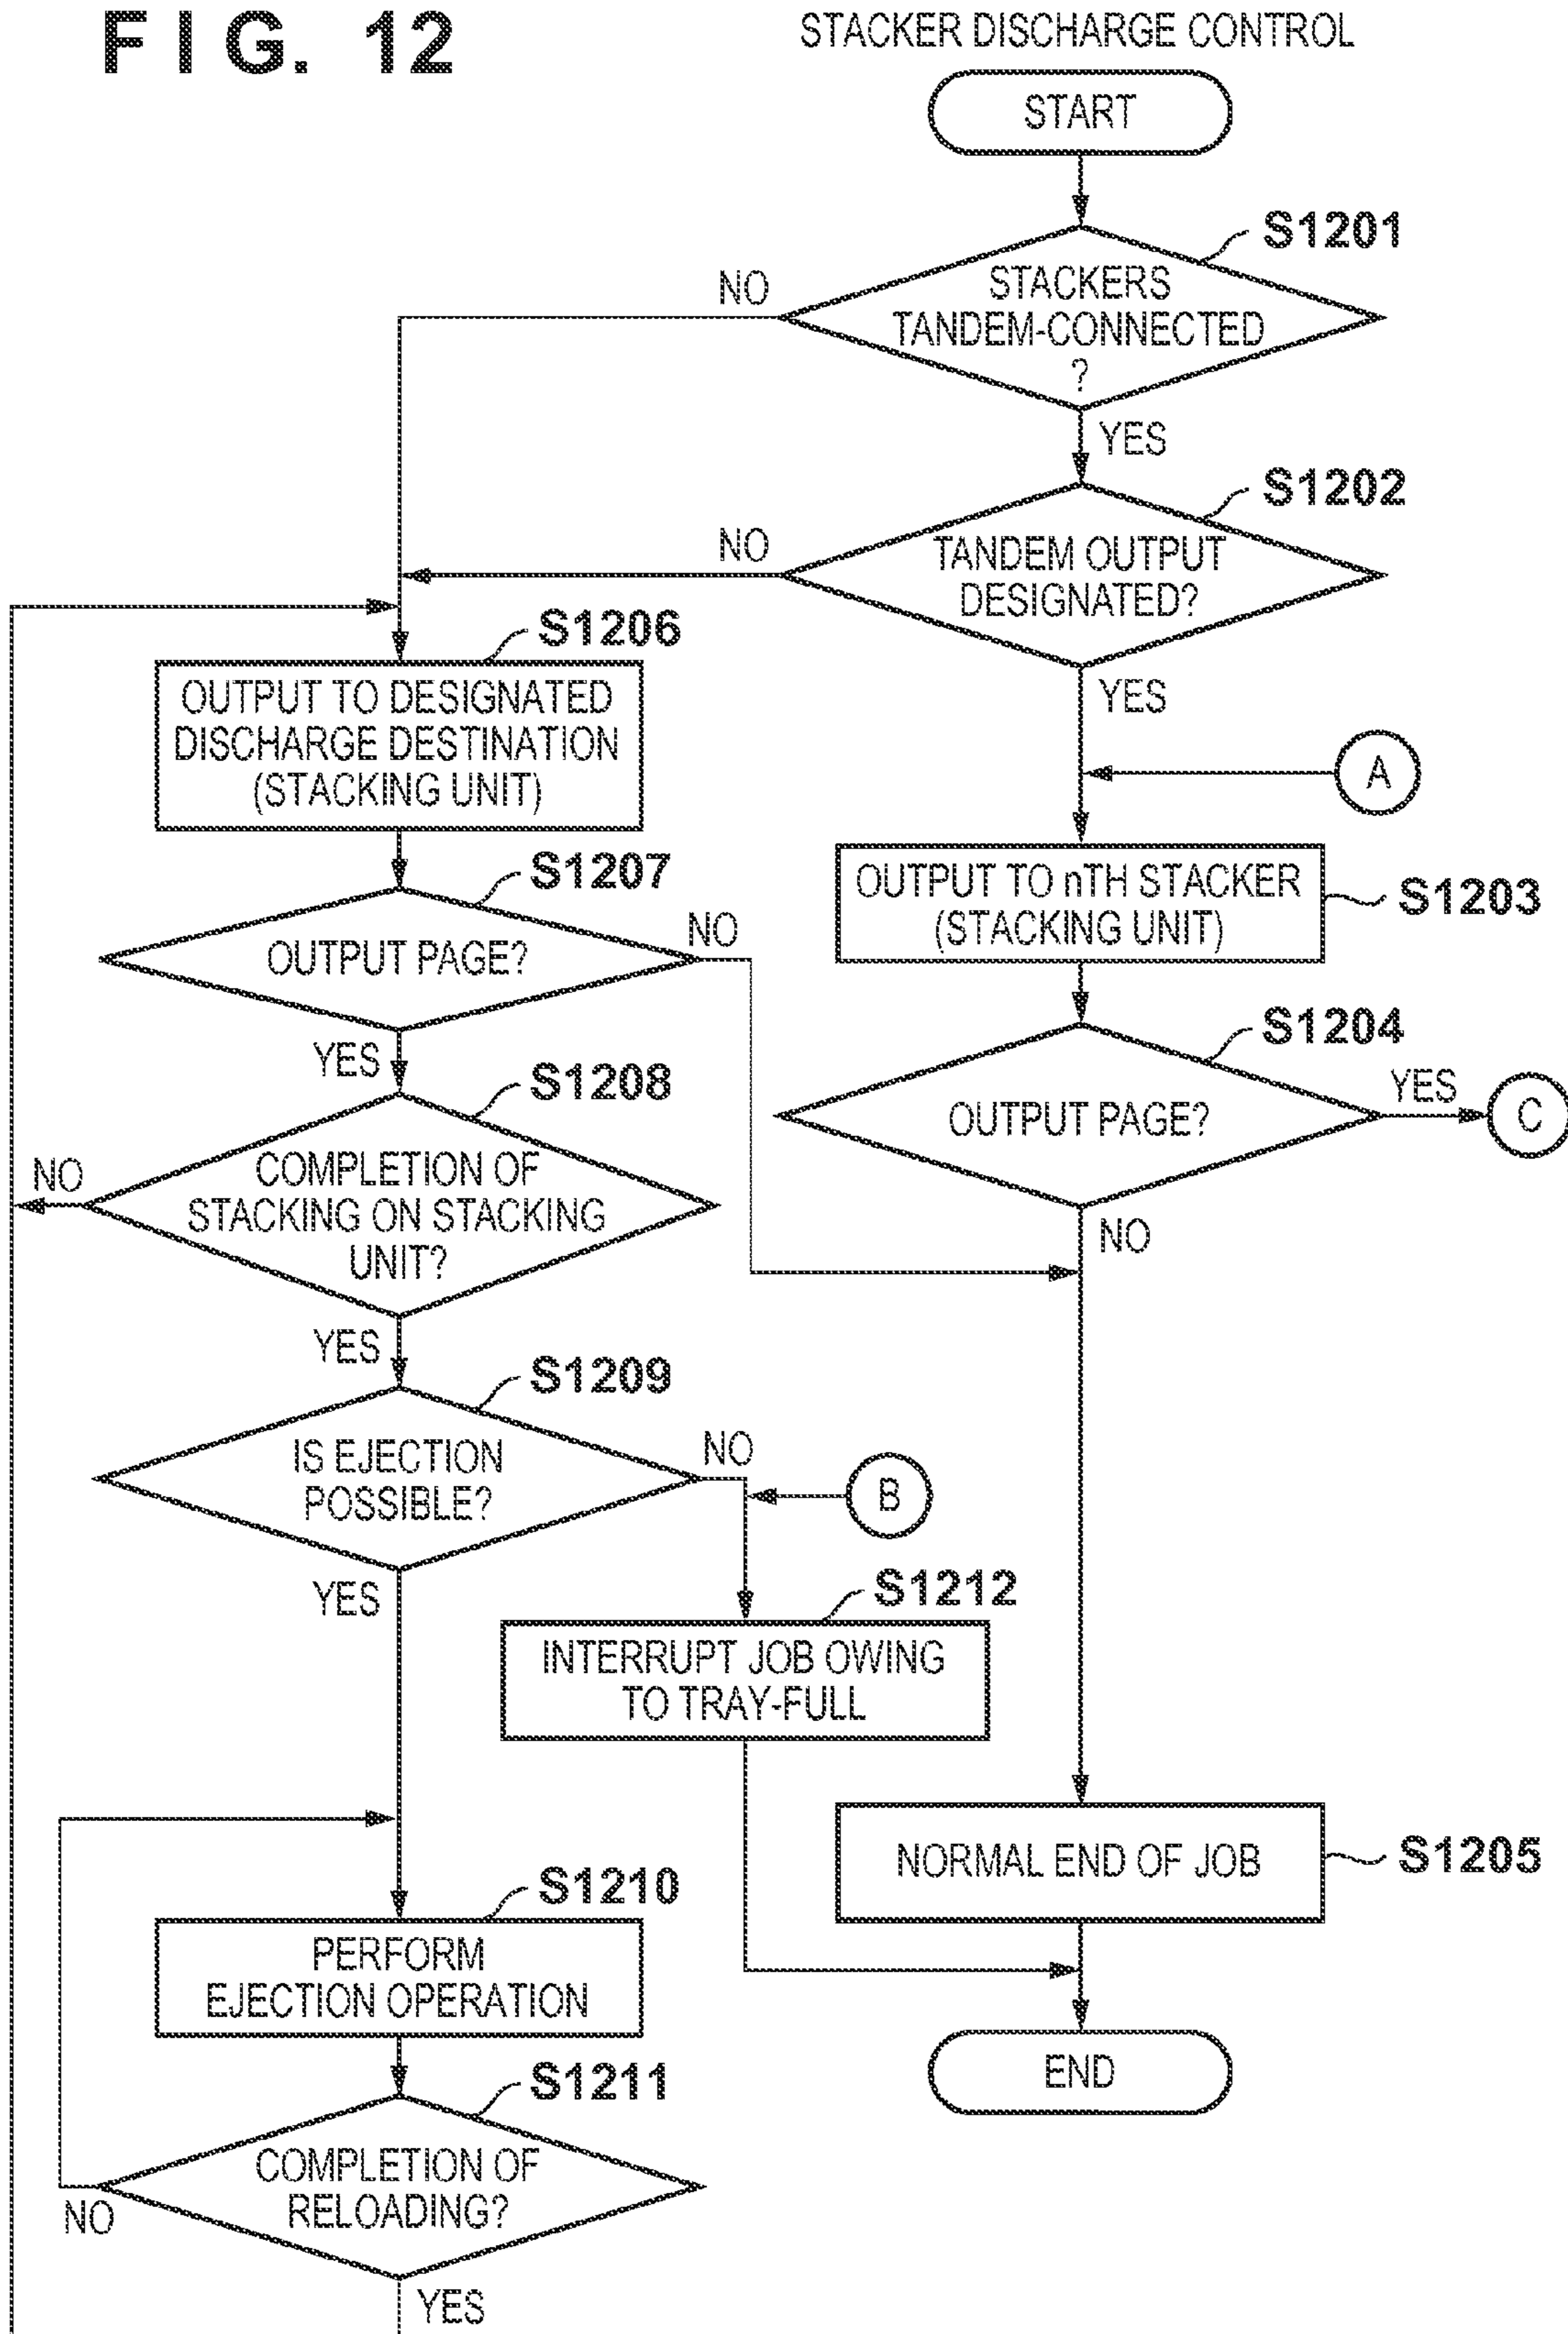 FIG. 12
STACKER DISCHARGE CONTROL
START
S1201
STACKERS
TANDEM-CONNECTED
?
NO
YES
S1202
TANDEM OUTPUT
DESIGNATED?
NO
YES
A
S1206
OUTPUT TO DESIGNATED
DISCHARGE DESTINATION
(STACKING UNIT)
S1203
OUTPUT TO nTH STACKER
(STACKING UNIT)
S1207
OUTPUT PAGE?
NO
YES
S1204
OUTPUT PAGE?
YES
C
NO
S1208
COMPLETION OF
STACKING ON STACKING
UNIT?
NO
YES
S1209
IS EJECTION
POSSIBLE?
NO
B
YES
S1212
INTERRUPT JOB OWING
TO TRAY-FULL
NORMAL END OF JOB
S1205
S1210
PERFORM
EJECTION OPERATION
END
S1211
COMPLETION OF
RELOADING?
NO
YES